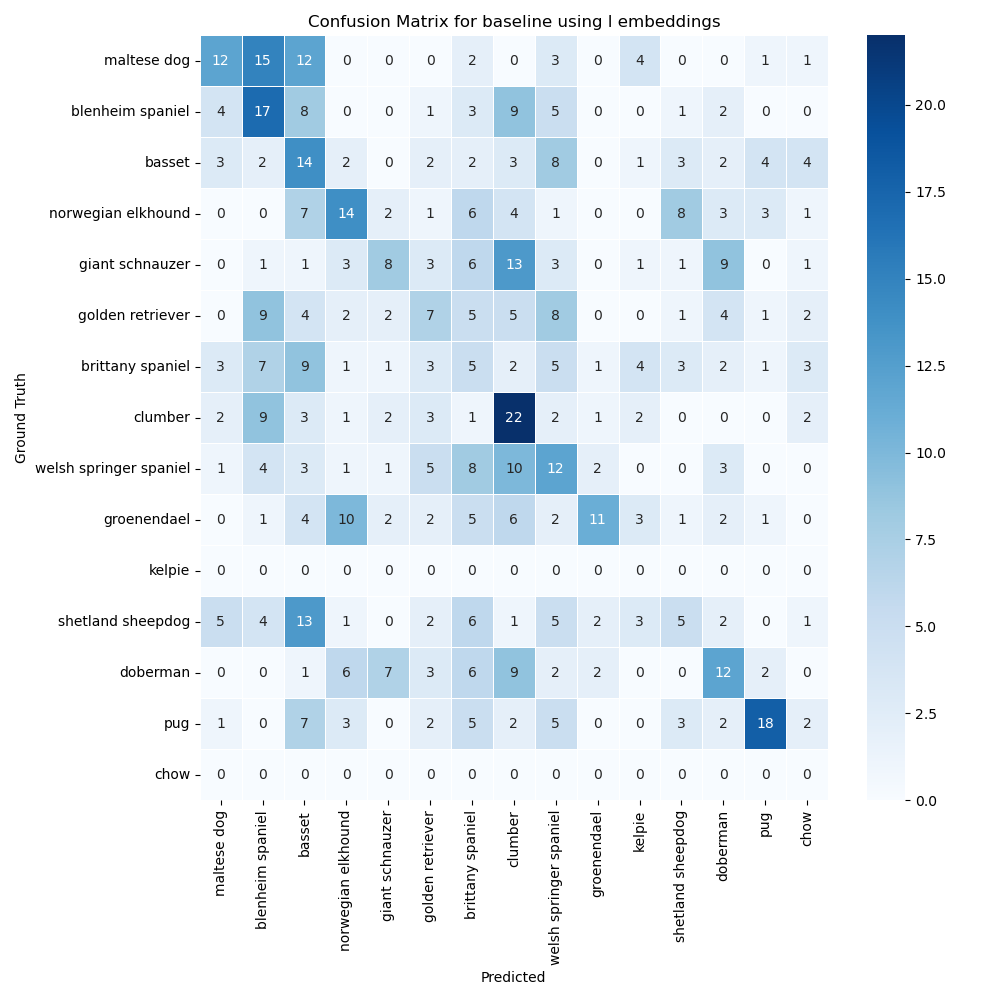 Confusion Matrix for baseline using l embeddings
maltese dog 12 15 12 0 0 0 2 0 3 0 4 0 0 1 1
blenheim spaniel 4 17 8 0 0 1 3 9 5 0 0 1 2 0 0
basset 3 2 14 2 0 2 2 3 8 0 1 3 2 4 4
norwegian elkhound 0 0 7 14 2 1 6 4 1 0 0 8 3 3 1
giant schnauzer 0 1 1 3 8 3 6 13 3 0 1 1 9 0 1
golden retriever 0 9 4 2 2 7 5 5 8 0 0 1 4 1 2
brittany spaniel 3 7 9 1 1 3 5 2 5 1 4 3 2 1 3
clumber 2 9 3 1 2 3 1 22 2 1 2 0 0 0 2
welsh springer spaniel 1 4 3 1 1 5 8 10 12 2 0 0 3 0 0
groenendael 0 1 4 10 2 2 5 6 2 11 3 1 2 1 0
kelpie 0 0 0 0 0 0 0 0 0 0 0 0 0 0 0
shetland sheepdog 5 4 13 1 0 2 6 1 5 2 3 5 2 0 1
doberman 0 0 1 6 7 3 6 9 2 2 0 0 12 2 0
pug 1 0 7 3 0 2 5 2 5 0 0 3 2 18 2
chow 0 0 0 0 0 0 0 0 0 0 0 0 0 0 0
Ground Truth
maltese dog
blenheim spaniel
basset
norwegian elkhound
giant schnauzer
golden retriever
brittany spaniel
clumber
welsh springer spaniel
groenendael
kelpie
shetland sheepdog
doberman
pug
chow
Predicted
20.0
17.5
15.0
12.5
10.0
7.5
5.0
2.5
0.0